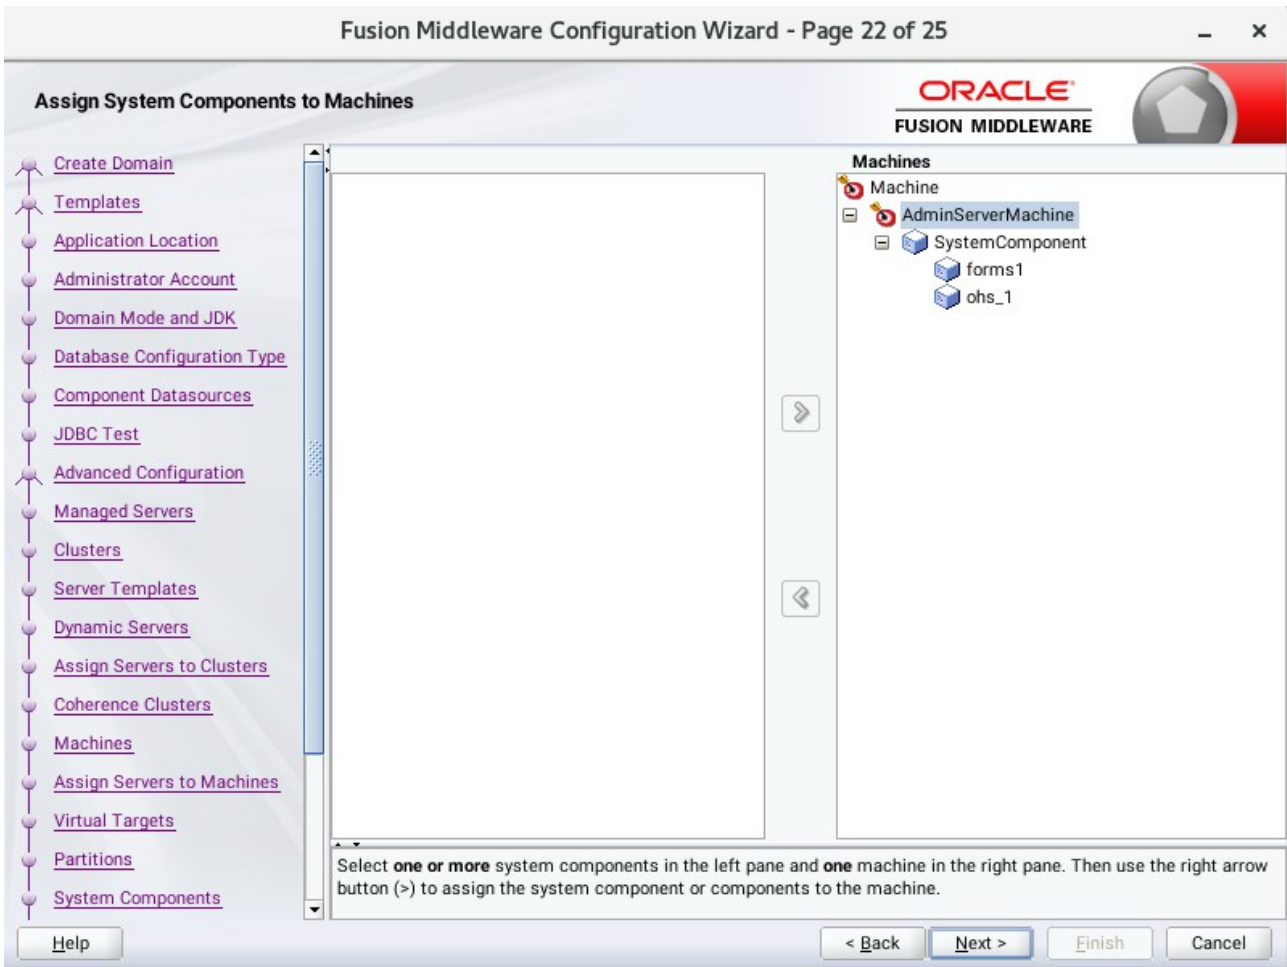 Fusion Middleware Configuration Wizard - Page 22 of 25
Assign System Components to Machines
ORACLE
FUSION MIDDLEWARE
Create Domain
Templates
Application Location
Administrator Account
Domain Mode and JDK
Database Configuration Type
Component Datasources
JDBC Test
Advanced Configuration
Managed Servers
Clusters
Server Templates
Dynamic Servers
Assign Servers to Clusters
Coherence Clusters
Machines
Assign Servers to Machines
Virtual Targets
Partitions
System Components
Machines
Machine
AdminServerMachine
SystemComponent
forms1
ohs_1
Select one or more system components in the left pane and one machine in the right pane. Then use the right arrow
button (>) to assign the system component or components to the machine.
Help
< Back
Next >
Finish
Cancel